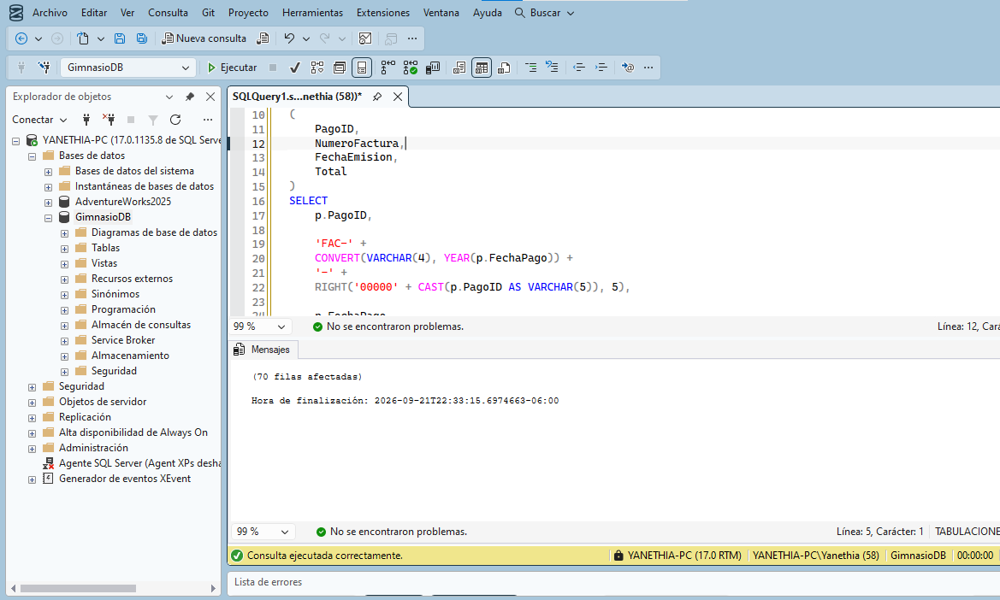 Archivo Editar Ver Consulta Git Proyecto Herramientas Extensiones Ventana Ayuda Buscar
Nueva consulta
GimnasioDB Ejecutar
Explorador de objetos
Conectar
YANETHIA-PC (17.0.1135.8 de SQL Serve
Bases de datos
Bases de datos del sistema
Instantáneas de bases de datos
AdventureWorks2025
GimnasioDB
Diagramas de base de datos
Tablas
Vistas
Recursos externos
Sinónimos
Programación
Almacén de consultas
Service Broker
Almacenamiento
Seguridad
Seguridad
Objetos de servidor
Replicación
Alta disponibilidad de Always On
Administración
Agente SQL Server (Agent XPs desha
Generador de eventos XEvent
SQLQuery1.s...nethia (58))*
10 (
11 PagoID,
12 NumeroFactura,
13 FechaEmision,
14 Total
15 )
16 SELECT
17 p.PagoID,
18
19 'FAC-' +
20 CONVERT(VARCHAR(4), YEAR(p.FechaPago)) +
21 '-' +
22 RIGHT('00000' + CAST(p.PagoID AS VARCHAR(5)), 5),
23
24 p.FechaPago
99 % No se encontraron problemas. Línea: 12, Cará
Mensajes
(70 filas afectadas)
Hora de finalización: 2026-09-21T22:33:15.6974663-06:00
99 % No se encontraron problemas. Línea: 5, Carácter: 1 TABULACIONE
Consulta ejecutada correctamente. YANETHIA-PC (17.0 RTM) YANETHIA-PC\Yanethia (58) GimnasioDB 00:00:00
Lista de errores